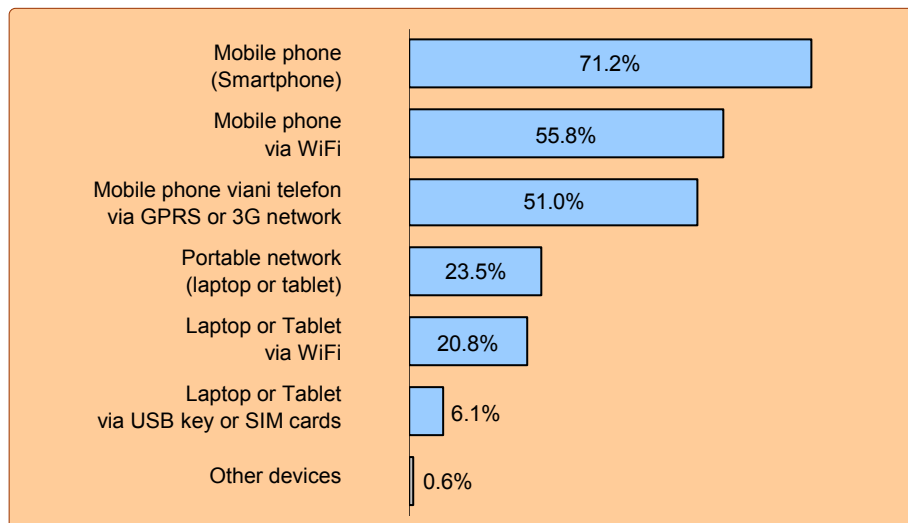 Mobile phone
(Smartphone)
71.2%
Mobile phone
via WiFi
55.8%
Mobile phone viani telefon
via GPRS or 3G network
51.0%
Portable network
(laptop or tablet)
23.5%
Laptop or Tablet
via WiFi
20.8%
Laptop or Tablet
via USB key or SIM cards
6.1%
Other devices
0.6%